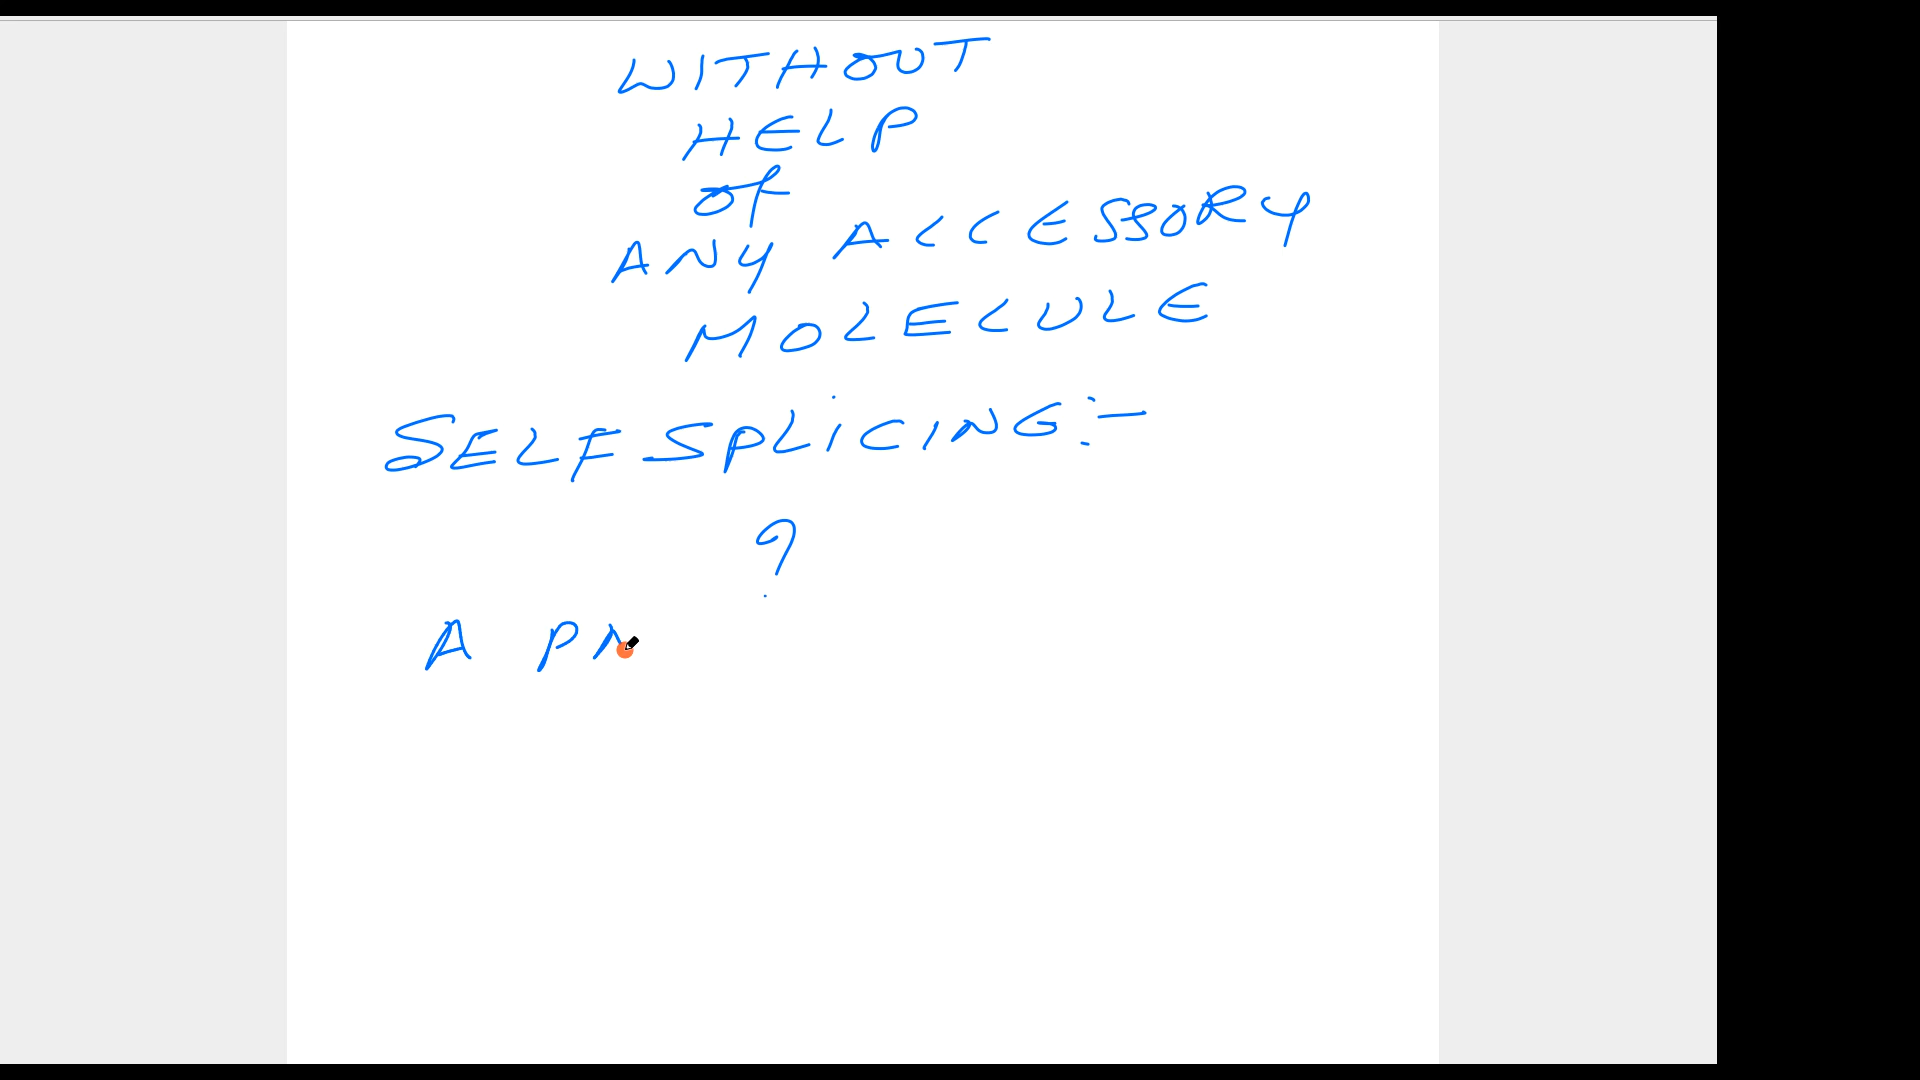 WITHOUT
HELP
of
ANY ACCESSORY
MOLECULE
SELF SPLiCING:-
?
A